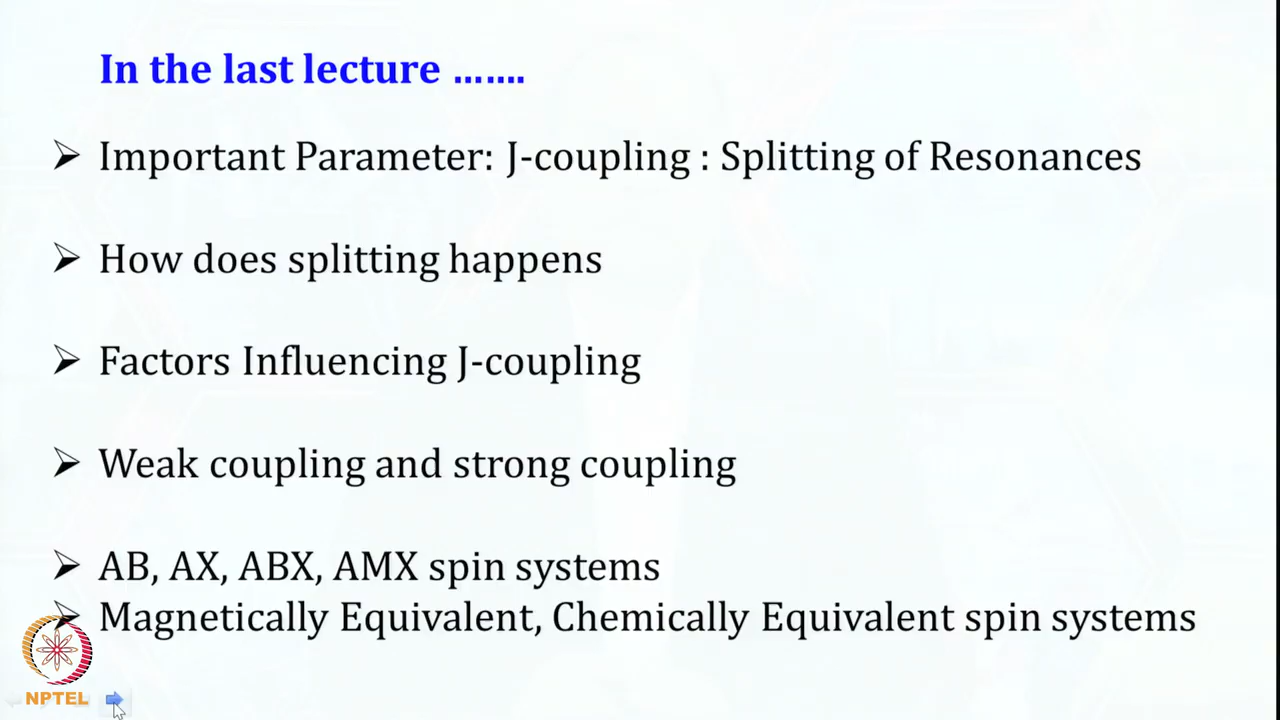 In the last lecture .......
Important Parameter: J-coupling : Splitting of Resonances
How does splitting happens
Factors Influencing J-coupling
Weak coupling and strong coupling
AB, AX, ABX, AMX spin systems
Magnetically Equivalent, Chemically Equivalent spin systems
NPTEL